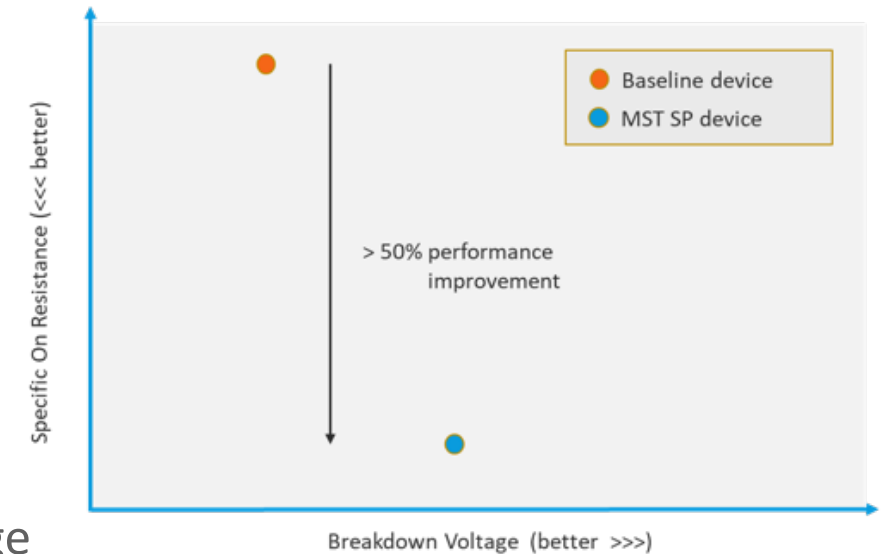 Specific On Resistance (<<< better)
Baseline device
MST SP device
> 50% performance
improvement
Breakdown Voltage (better >>>)